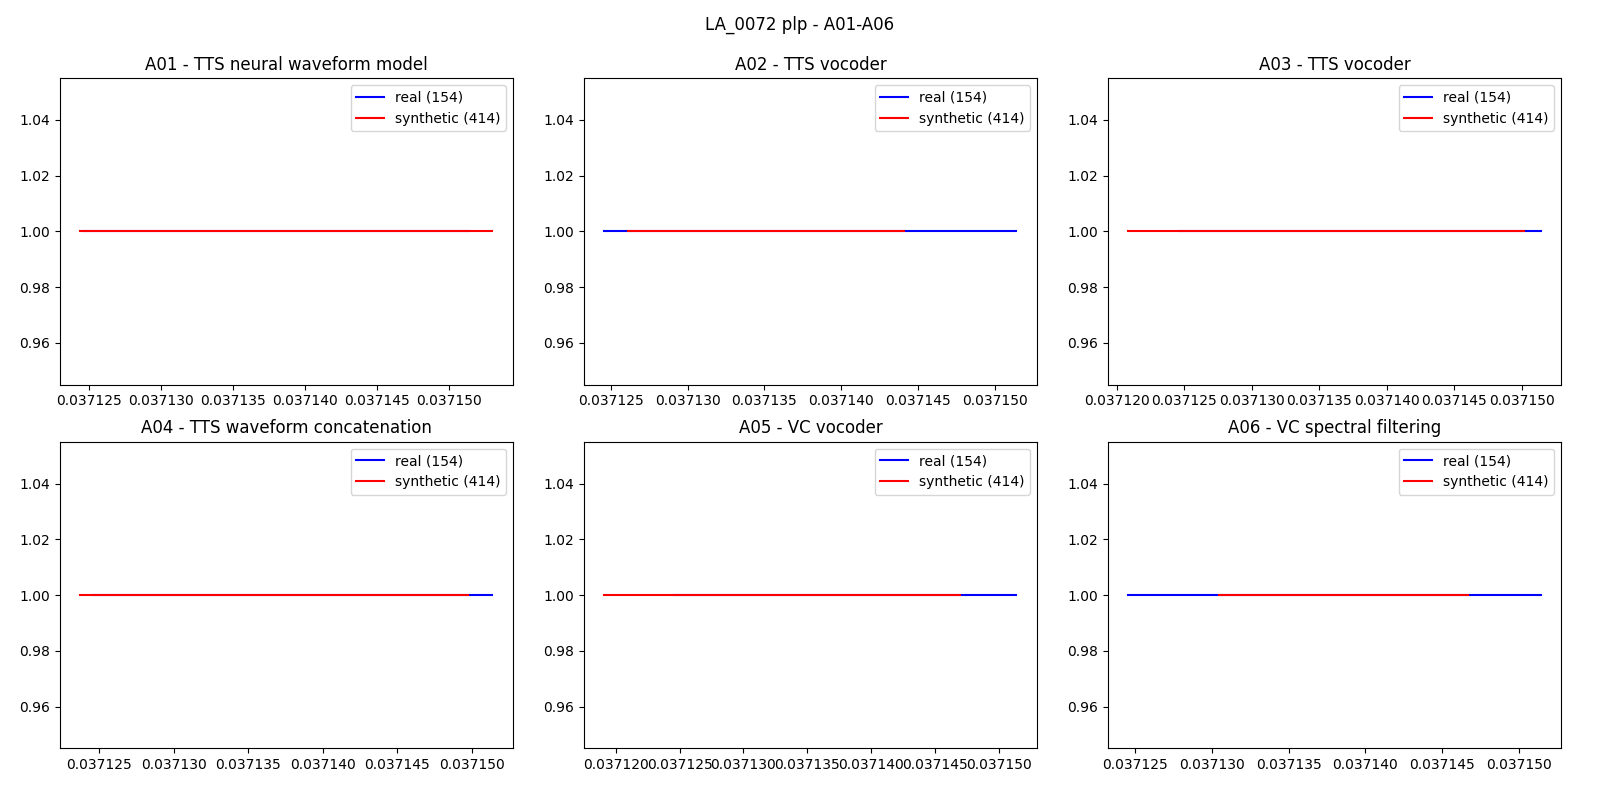 LA_0072 plp - A01-A06
A01 - TTS neural waveform model
real (154)
synthetic (414)
1.04
1.02
1.00
0.98
0.96
0.037125 0.037130 0.037135 0.037140 0.037145 0.037150
A02 - TTS vocoder
real (154)
synthetic (414)
1.04
1.02
1.00
0.98
0.96
0.037125 0.037130 0.037135 0.037140 0.037145 0.037150
A03 - TTS vocoder
real (154)
synthetic (414)
1.04
1.02
1.00
0.98
0.96
0.037120 0.037125 0.037130 0.037135 0.037140 0.037145 0.037150
A04 - TTS waveform concatenation
real (154)
synthetic (414)
1.04
1.02
1.00
0.98
0.96
0.037125 0.037130 0.037135 0.037140 0.037145 0.037150
A05 - VC vocoder
real (154)
synthetic (414)
1.04
1.02
1.00
0.98
0.96
0.037120 0.037125 0.037130 0.037135 0.037140 0.037145 0.037150
A06 - VC spectral filtering
real (154)
synthetic (414)
1.04
1.02
1.00
0.98
0.96
0.037125 0.037130 0.037135 0.037140 0.037145 0.037150